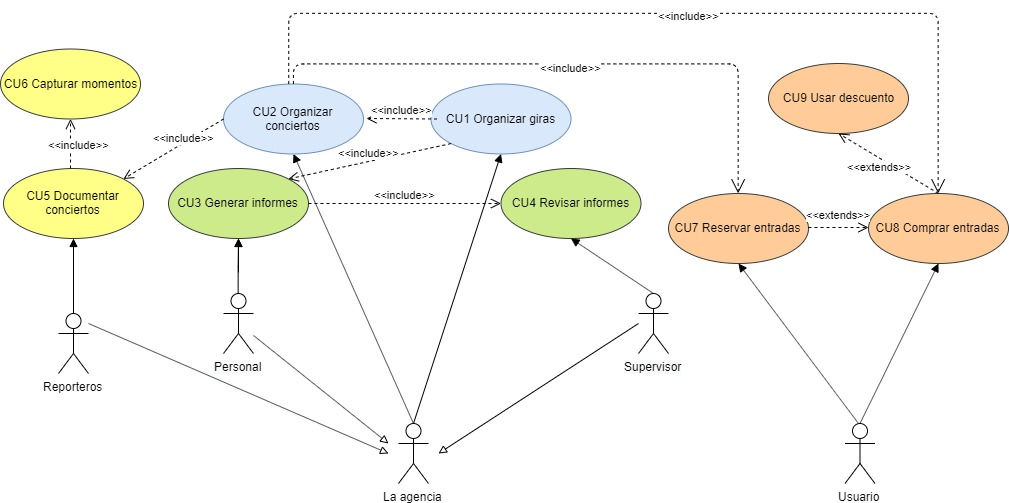 <<include>>
<<include>>
CU6 Capturar momentos
CU9 Usar descuento
CU2 Organizar
conciertos
<<include>>
CU1 Organizar giras
<<include>>
<<include>>
<<include>>
<<extends>>
CU5 Documentar
conciertos
CU3 Generar informes
<<include>>
CU4 Revisar informes
CU7 Reservar entradas
<<extends>>
CU8 Comprar entradas
Reporteros
Personal
Supervisor
La agencia
Usuario